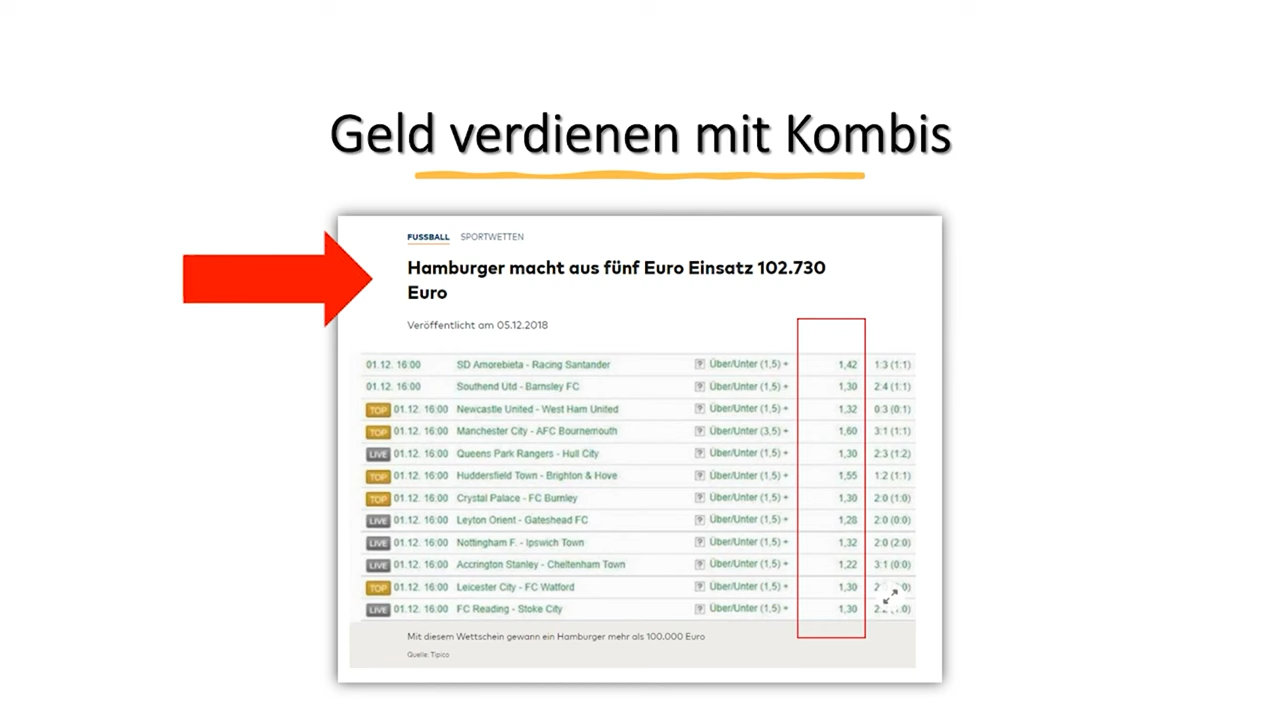 Geld verdienen mit Kombis
FUSSBALL SPORTWETTEN
Hamburger macht aus fünf Euro Einsatz 102.730
Euro
Veröffentlicht am 05.12.2018
01.12. 16:00 SD Amorebieta - Racing Santander ? Über/Unter (1,5) + 1,42 1:3 (1:1)
01.12. 16:00 Southend Utd - Barnsley FC ? Über/Unter (1,5) + 1,30 2:4 (1:1)
TOP 01.12. 16:00 Newcastle United - West Ham United ? Über/Unter (1,5) + 1,32 0:3 (0:1)
TOP 01.12. 16:00 Manchester City - AFC Bournemouth ? Über/Unter (3,5) + 1,60 3:1 (1:1)
LIVE 01.12. 16:00 Queens Park Rangers - Hull City ? Über/Unter (1,5) + 1,30 2:3 (1:2)
TOP 01.12. 16:00 Huddersfield Town - Brighton & Hove ? Über/Unter (1,5) + 1,55 1:2 (1:1)
TOP 01.12. 16:00 Crystal Palace - FC Burnley ? Über/Unter (1,5) + 1,30 2:0 (1:0)
LIVE 01.12. 16:00 Leyton Orient - Gateshead FC ? Über/Unter (1,5) + 1,28 2:0 (0:0)
LIVE 01.12. 16:00 Nottingham F. - Ipswich Town ? Über/Unter (1,5) + 1,32 2:0 (2:0)
LIVE 01.12. 16:00 Accrington Stanley - Cheltenham Town ? Über/Unter (1,5) + 1,22 3:1 (0:0)
TOP 01.12. 16:00 Leicester City - FC Watford ? Über/Unter (1,5) + 1,30
LIVE 01.12. 16:00 FC Reading - Stoke City ? Über/Unter (1,5) + 1,30
Mit diesem Wettschein gewann ein Hamburger mehr als 100.000 Euro
Quelle: Tipico